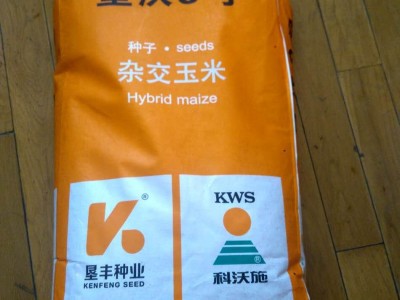 种子 · seeds
杂交玉米
Hybrid maize
KWS
垦丰种业
KENFENG SEED
科沃施